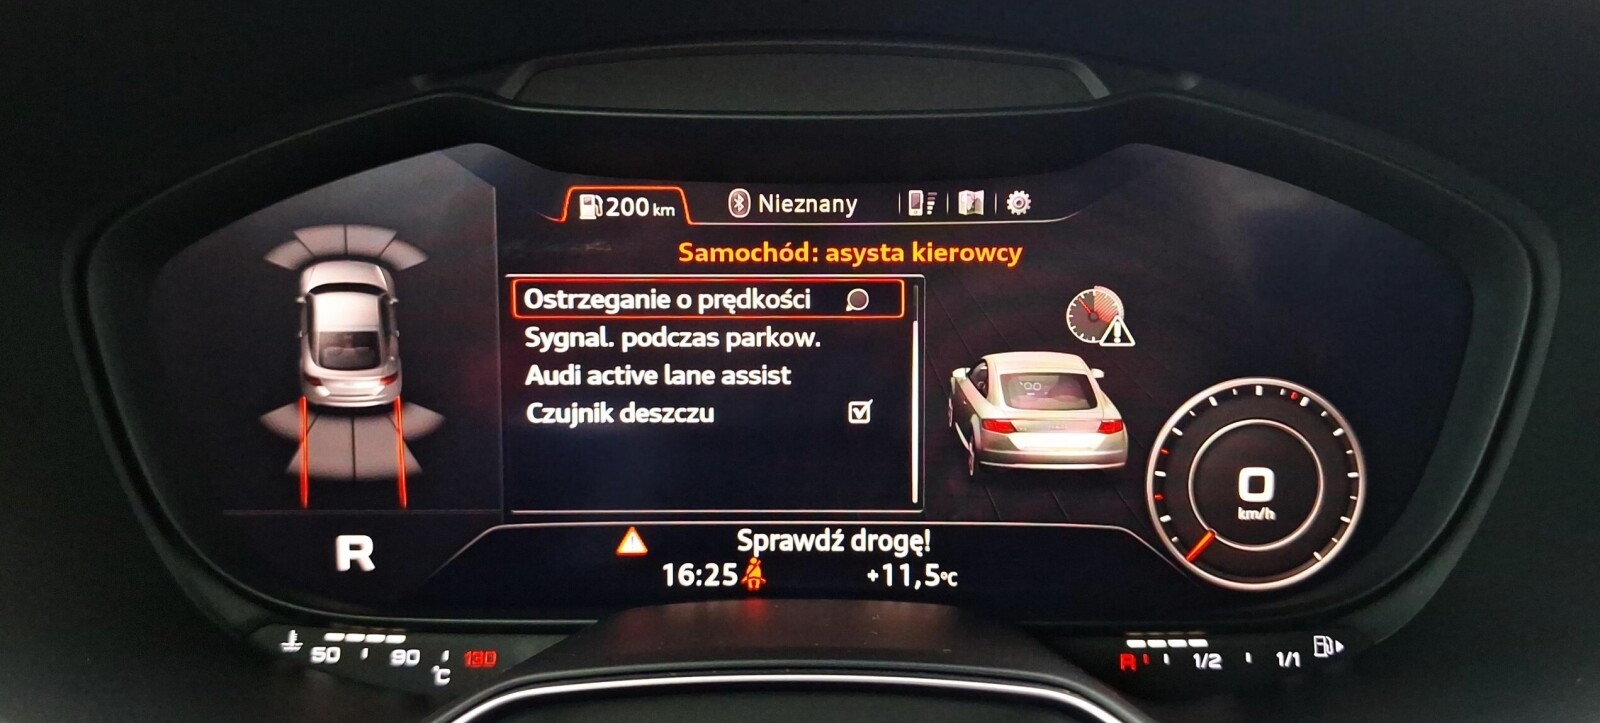 200 km
Nieznany
Samochód: asysta kierowcy
Ostrzeganie o prędkości
Sygnal. podczas parkow.
Audi active lane assist
Czujnik deszczu
0
km/h
R
Sprawdź drogę!
16:25
+11,5°C
50 90 130
°C
R 1/2 1/1